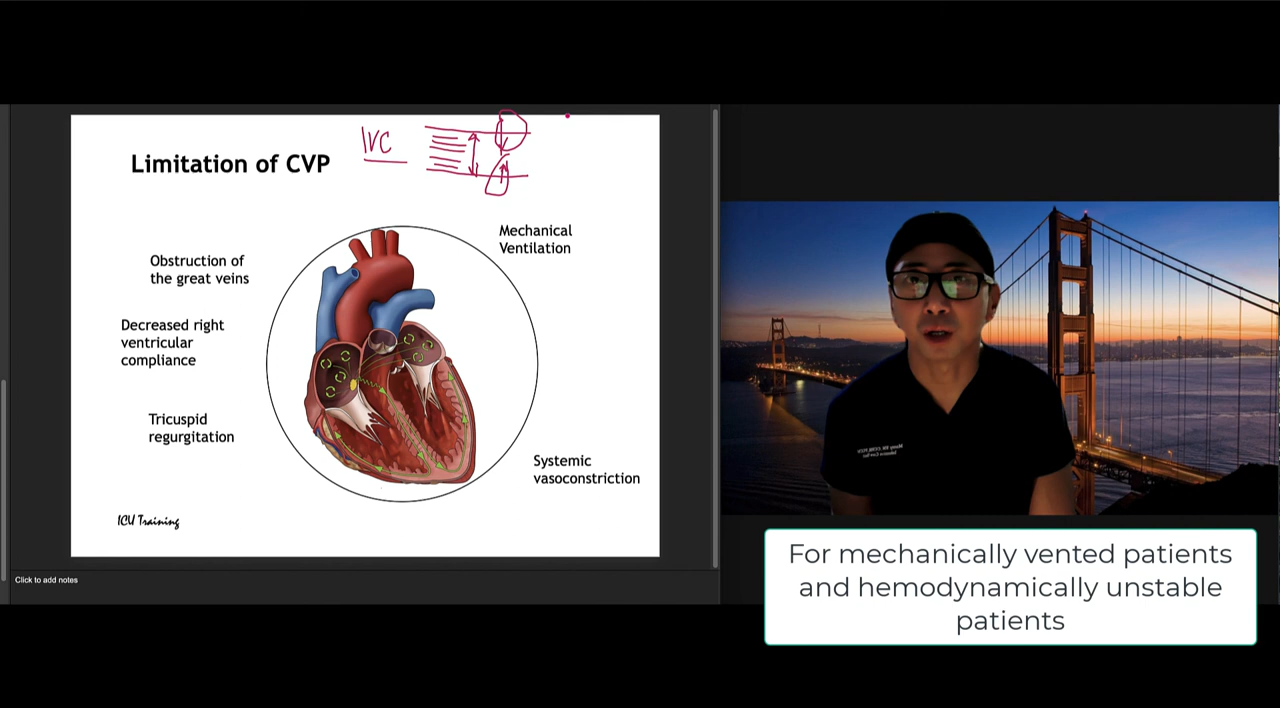 IVC
Limitation of CVP
Mechanical
Ventilation
Obstruction of
the great veins
Decreased right
ventricular
compliance
Tricuspid
regurgitation
Systemic
vasoconstriction
ICU Training
Click to add notes
For mechanically vented patients
and hemodynamically unstable
patients